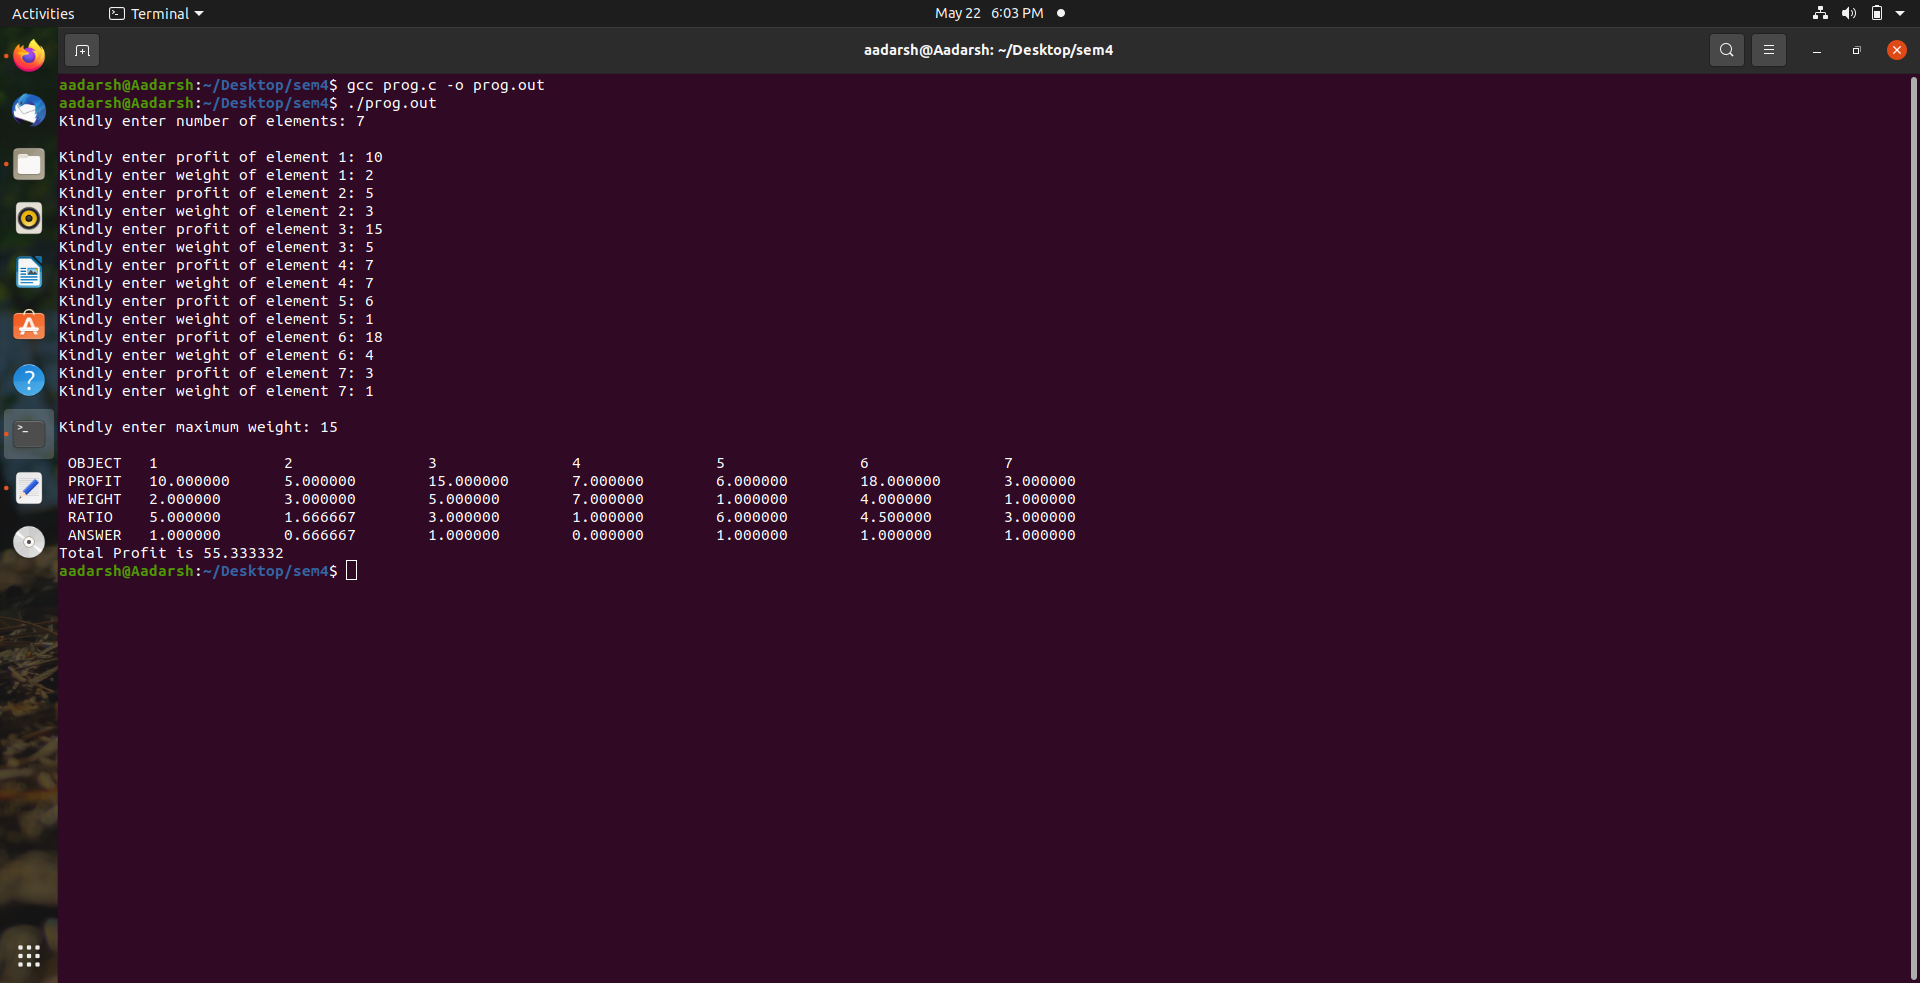 Activities Terminal May 22 6:03 PM
aadarsh@Aadarsh: ~/Desktop/sem4
aadarsh@Aadarsh:~/Desktop/sem4$ gcc prog.c -o prog.out
aadarsh@Aadarsh:~/Desktop/sem4$ ./prog.out
Kindly enter number of elements: 7
Kindly enter profit of element 1: 10
Kindly enter weight of element 1: 2
Kindly enter profit of element 2: 5
Kindly enter weight of element 2: 3
Kindly enter profit of element 3: 15
Kindly enter weight of element 3: 5
Kindly enter profit of element 4: 7
Kindly enter weight of element 4: 7
Kindly enter profit of element 5: 6
Kindly enter weight of element 5: 1
Kindly enter profit of element 6: 18
Kindly enter weight of element 6: 4
Kindly enter profit of element 7: 3
Kindly enter weight of element 7: 1
Kindly enter maximum weight: 15
OBJECT 1 2 3 4 5 6 7
PROFIT 10.000000 5.000000 15.000000 7.000000 6.000000 18.000000 3.000000
WEIGHT 2.000000 3.000000 5.000000 7.000000 1.000000 4.000000 1.000000
RATIO 5.000000 1.666667 3.000000 1.000000 6.000000 4.500000 3.000000
ANSWER 1.000000 0.666667 1.000000 0.000000 1.000000 1.000000 1.000000
Total Profit is 55.333332
aadarsh@Aadarsh:~/Desktop/sem4$